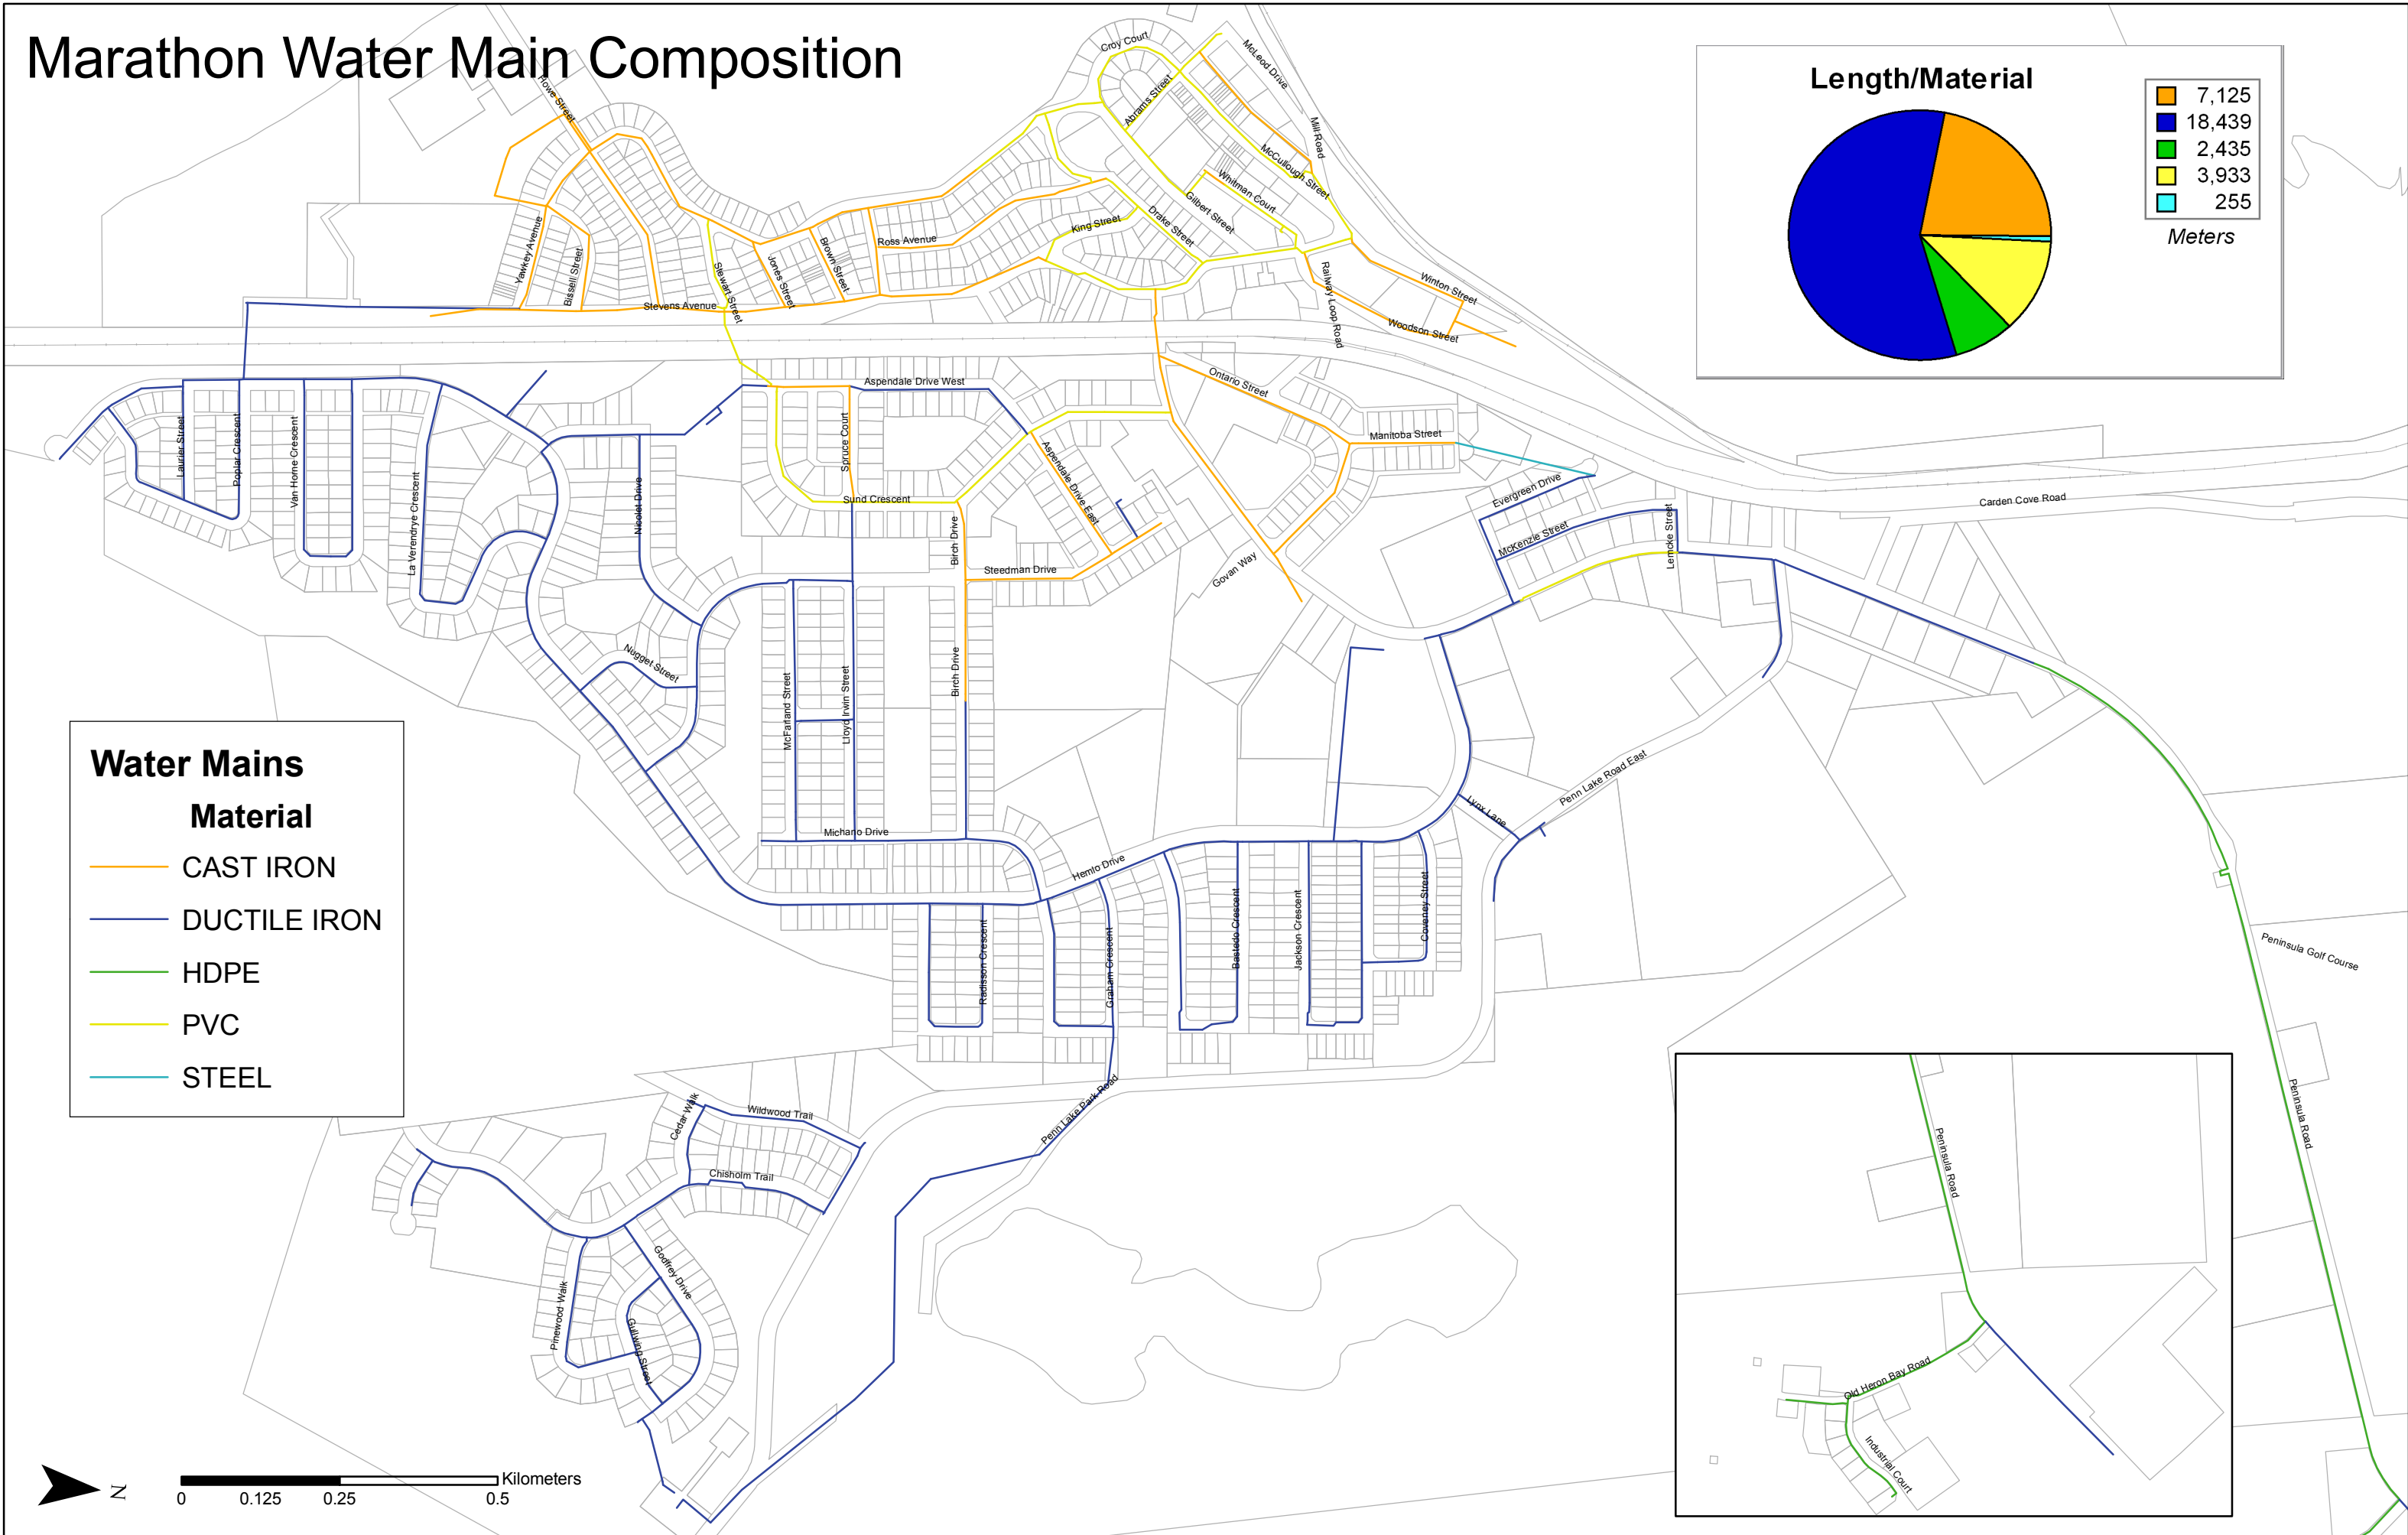 Marathon Water Main Composition
Length/Material
7,125
18,439
2,435
3,933
255
Meters
Croy Court
McLeod Drive
Howe Street
Abrams Street
Mill Road
McCullough Street
Whitman Court
Gilbert Street
Drake Street
King Street
Ross Avenue
Yawkey Avenue
Bissell Street
Stewart Street
Jones Street
Brown Street
Stevens Avenue
Railway Loop Road
Winton Street
Woodson Street
Ontario Street
Manitoba Street
Aspendale Drive West
Spruce Court
Aspendale Drive East
Laurier Street
Poplar Crescent
Van Horne Crescent
La Verendrye Crescent
Nicolet Drive
Sund Crescent
Birch Drive
Steedman Drive
Govan Way
Evergreen Drive
McKenzie Street
Lemcke Street
Carden Cove Road
Nugget Street
McFarland Street
Lloyd Irwin Street
Birch Drive
Michano Drive
Hemlo Drive
Lynx Lane
Penn Lake Road East
Radisson Crescent
Graham Crescent
Bastedo Crescent
Jackson Crescent
Coveney Street
Peninsula Golf Course
Peninsula Road
Water Mains
Material
CAST IRON
DUCTILE IRON
HDPE
PVC
STEEL
Penn Lake Park Road
Cedar Walk
Wildwood Trail
Chisholm Trail
Godfrey Drive
Pinewood Walk
Gullwing Street
Peninsula Road
Old Heron Bay Road
Industrial Court
N
Kilometers
0 0.125 0.25 0.5